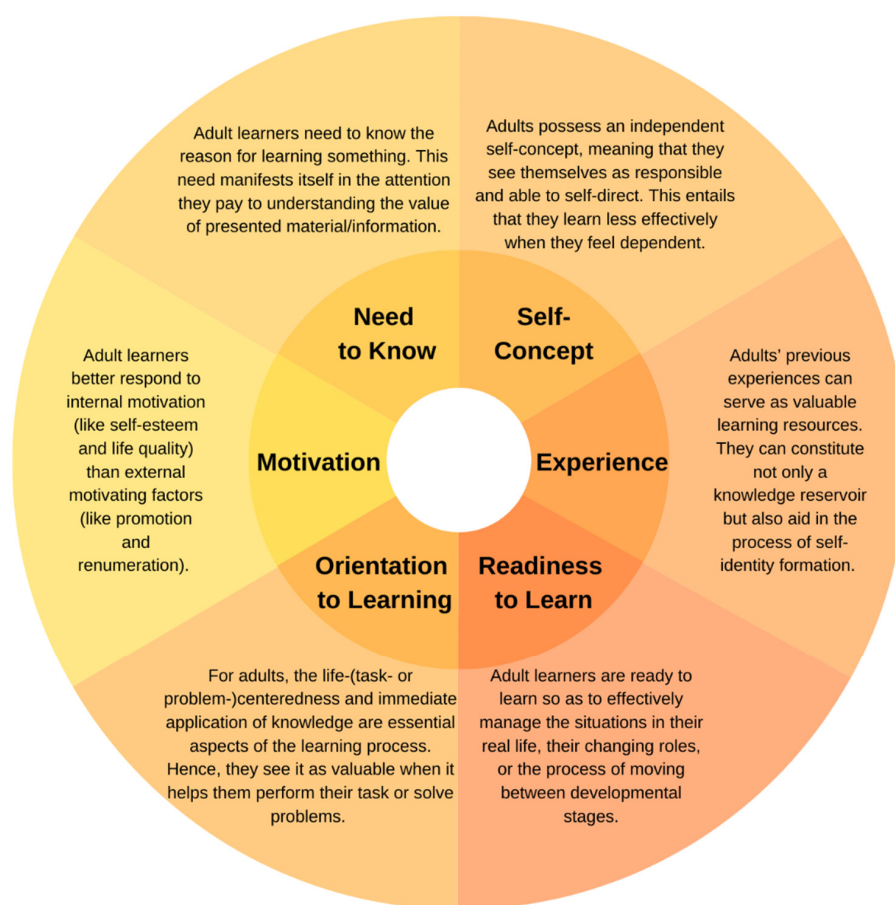 Adult learners need to know the
reason for learning something. This
need manifests itself in the attention
they pay to understanding the value
of presented material/information.
Adults possess an independent
self-concept, meaning that they
see themselves as responsible
and able to self-direct. This entails
that they learn less effectively
when they feel dependent.
Need
to Know
Self-
Concept
Adult learners
better respond to
internal motivation
(like self-esteem
and life quality)
than external
motivating factors
(like promotion
and
renumeration).
Motivation
Experience
Adults’ previous
experiences can
serve as valuable
learning resources.
They can constitute
not only a
knowledge reservoir
but also aid in the
process of self-
identity formation.
Orientation
to Learning
Readiness
to Learn
For adults, the life-(task- or
problem-)centeredness and immediate
application of knowledge are essential
aspects of the learning process.
Hence, they see it as valuable when it
helps them perform their task or solve
problems.
Adult learners are ready to
learn so as to effectively
manage the situations in their
real life, their changing roles,
or the process of moving
between developmental
stages.